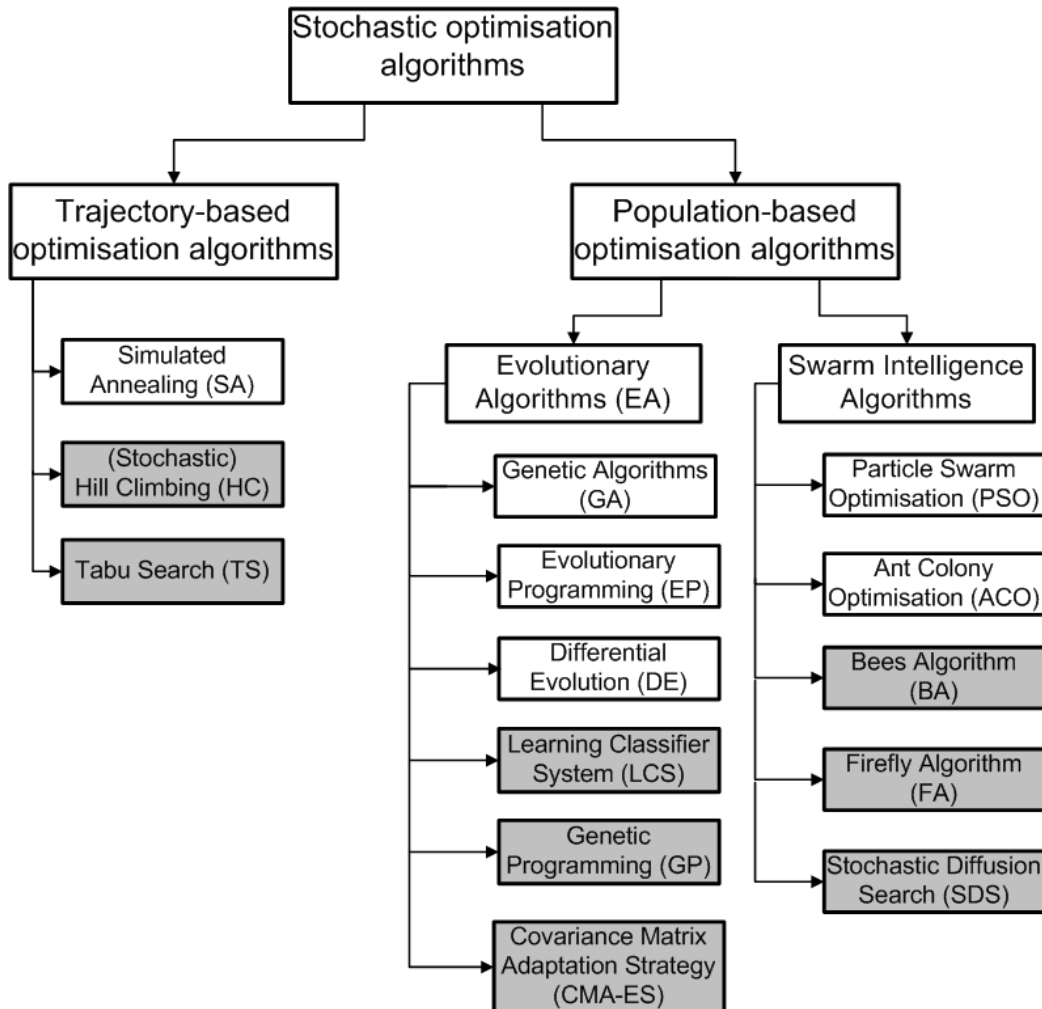 Stochastic optimisation
algorithms
Trajectory-based
optimisation algorithms
Population-based
optimisation algorithms
Simulated
Annealing (SA)
(Stochastic)
Hill Climbing (HC)
Tabu Search (TS)
Evolutionary
Algorithms (EA)
Genetic Algorithms
(GA)
Evolutionary
Programming (EP)
Differential
Evolution (DE)
Learning Classifier
System (LCS)
Genetic
Programming (GP)
Covariance Matrix
Adaptation Strategy
(CMA-ES)
Swarm Intelligence
Algorithms
Particle Swarm
Optimisation (PSO)
Ant Colony
Optimisation (ACO)
Bees Algorithm
(BA)
Firefly Algorithm
(FA)
Stochastic Diffusion
Search (SDS)